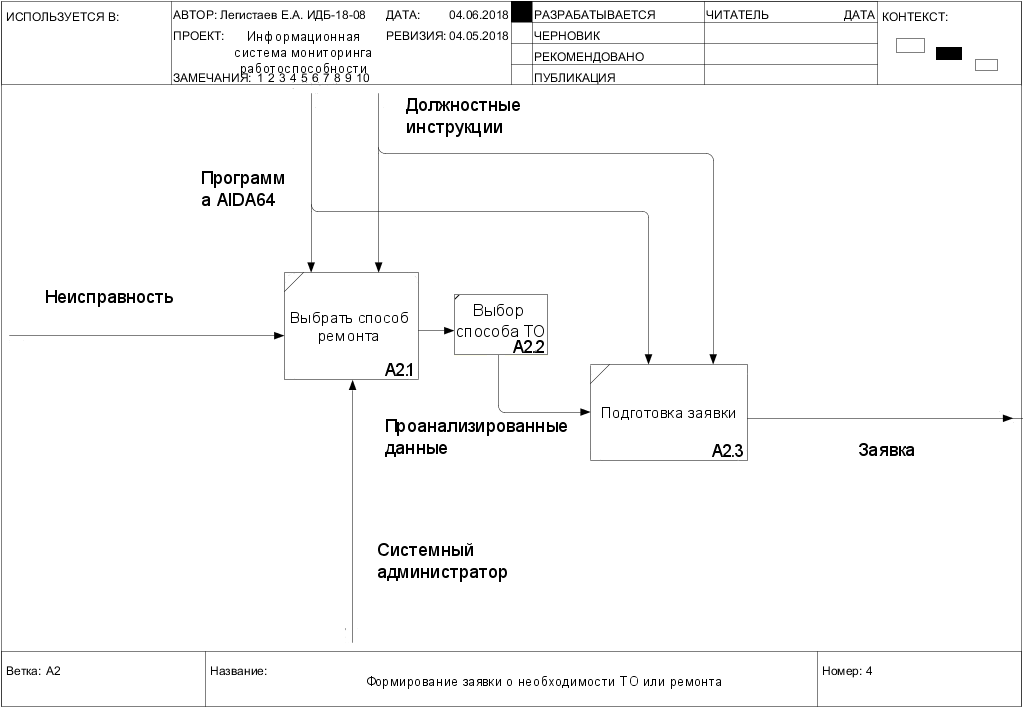 ИСПОЛЬЗУЕТСЯ В:
АВТОР: Легистаев Е.А. ИДБ-18-08
ДАТА: 04.06.2018
ПРОЕКТ: Информационная
система мониторинга
работоспособности
РЕВИЗИЯ: 04.05.2018
ЗАМЕЧАНИЯ: 1 2 3 4 5 6 7 8 9 10
РАЗРАБАТЫВАЕТСЯ
ЧЕРНОВИК
РЕКОМЕНДОВАНО
ПУБЛИКАЦИЯ
ЧИТАТЕЛЬ ДАТА
КОНТЕКСТ:
Должностные
инструкции
Программ
а AIDA64
Неисправность
Выбрать способ
ремонта
A2.1
Выбор
способа ТО
A2.2
Подготовка заявки
A2.3
Проанализированные
данные
Заявка
Системный
администратор
Ветка: A2
Название:
Формирование заявки о необходимости ТО или ремонта
Номер: 4